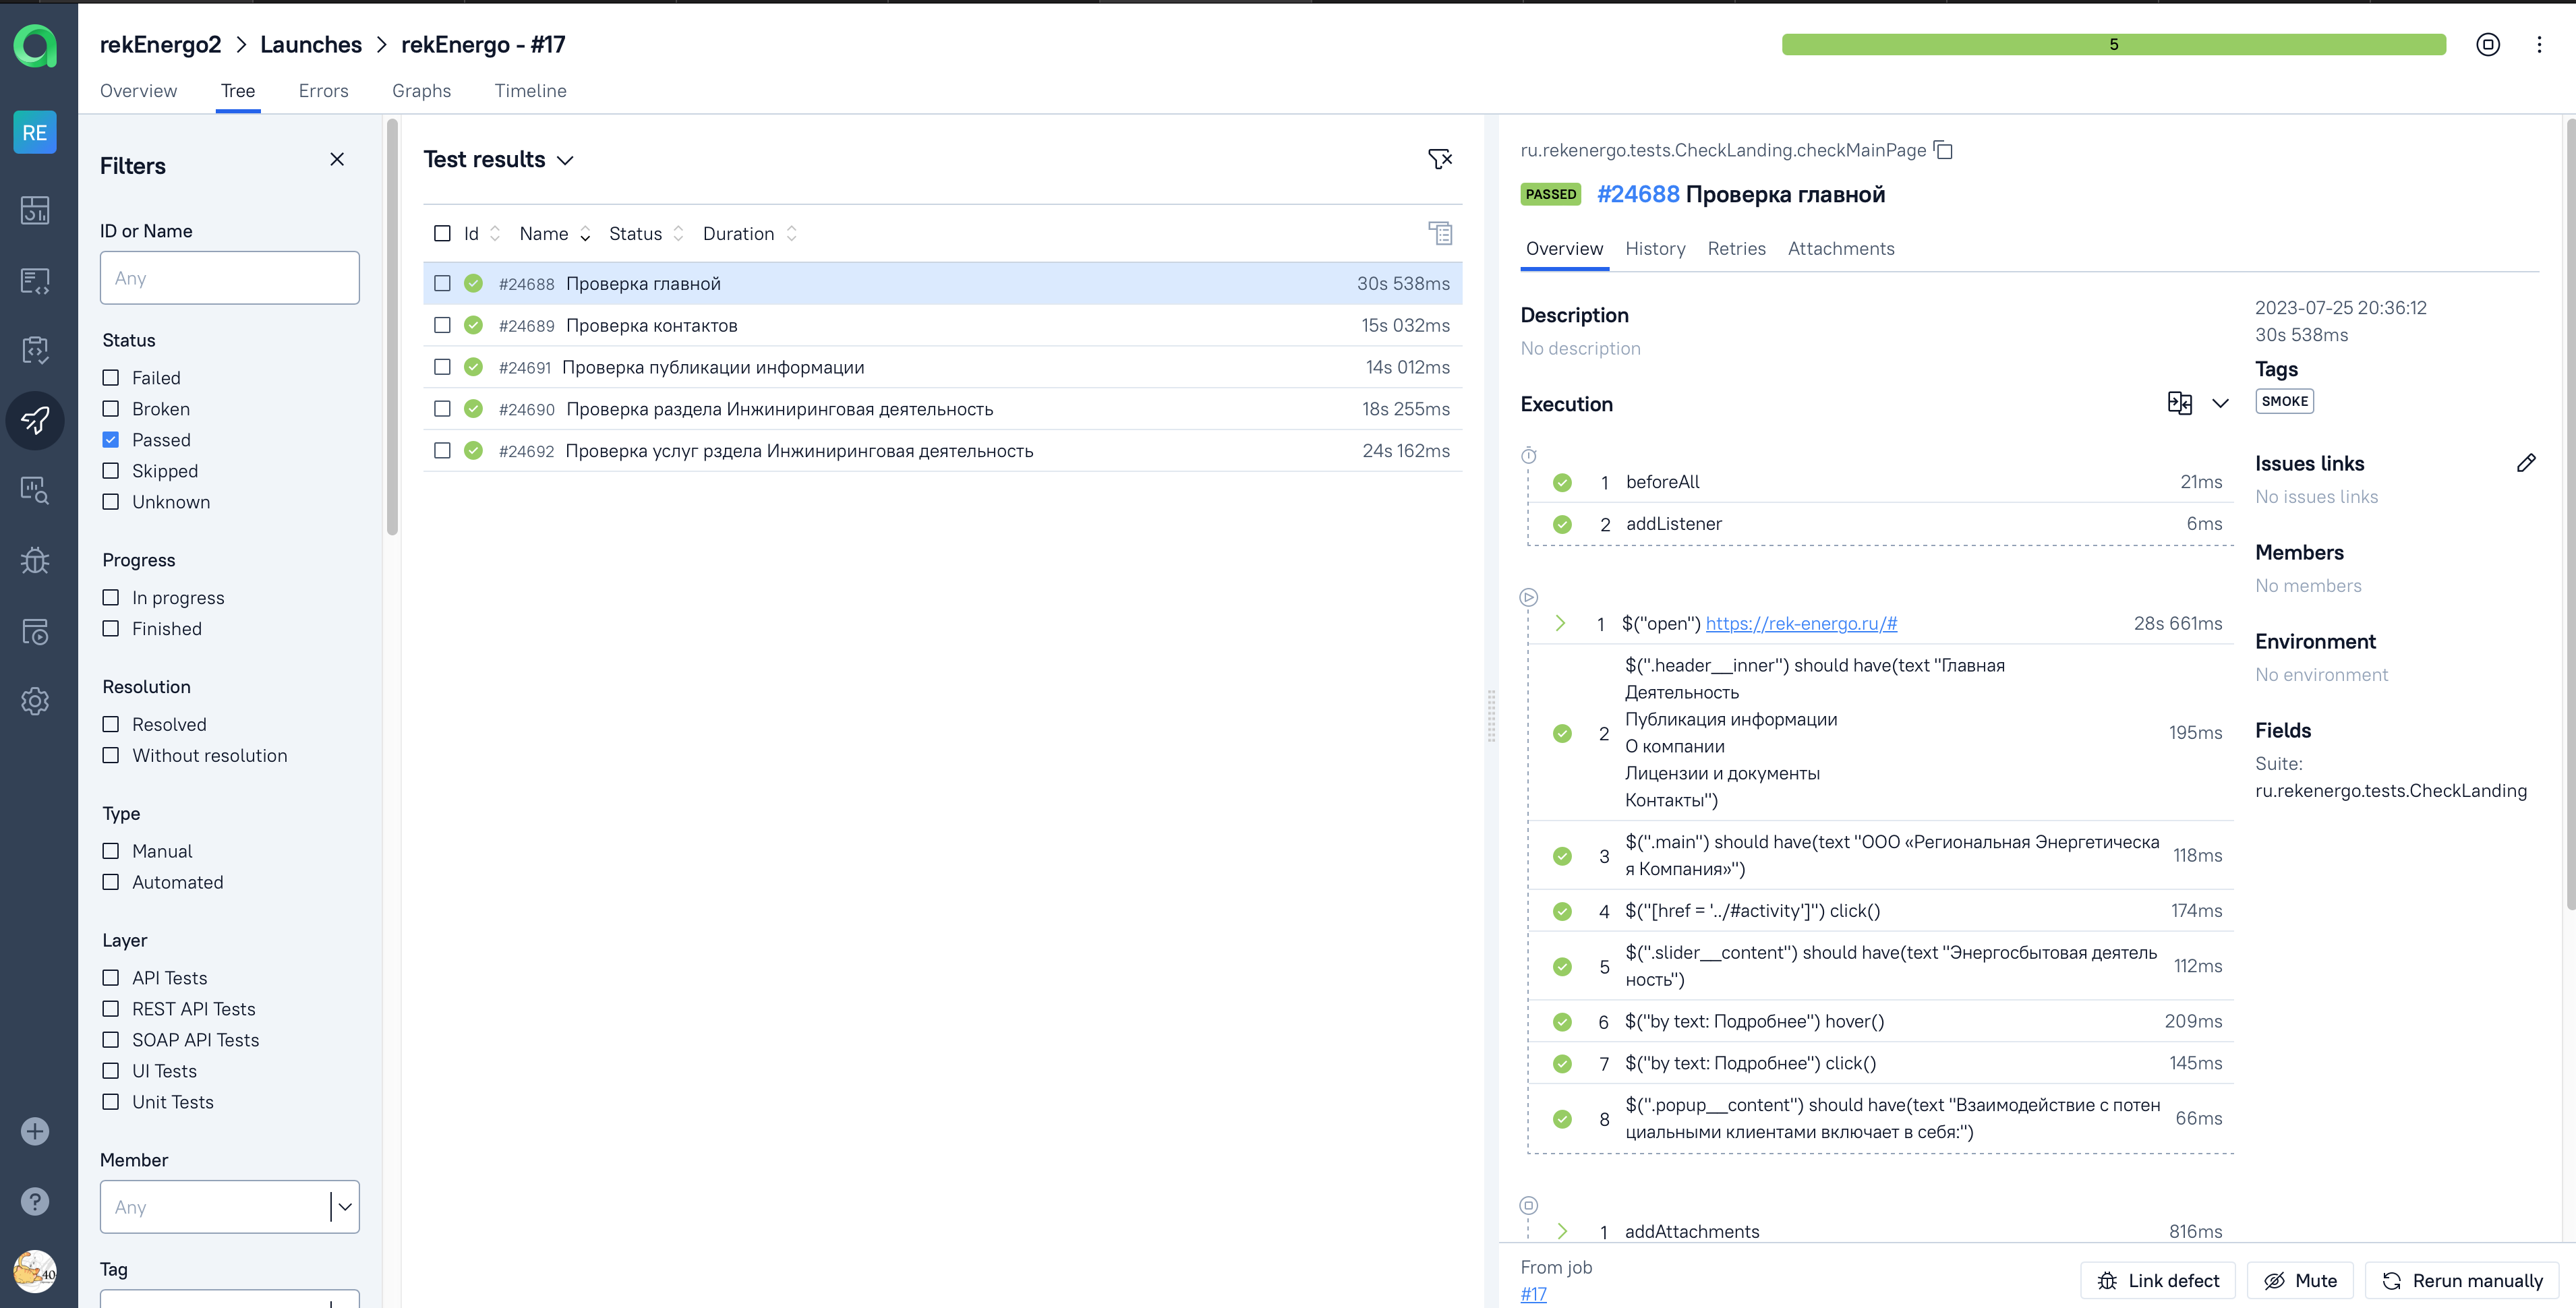 rekEnergo2 > Launches > rekEnergo - #17
5
Overview Tree Errors Graphs Timeline
RE
Filters
ID or Name
Any
Status
Failed
Broken
Passed
Skipped
Unknown
Progress
In progress
Finished
Resolution
Resolved
Without resolution
Type
Manual
Automated
Layer
API Tests
REST API Tests
SOAP API Tests
UI Tests
Unit Tests
Member
Any
Tag
40
Test results
Id Name Status Duration
#24688 Проверка главной 30s 538ms
#24689 Проверка контактов 15s 032ms
#24691 Проверка публикации информации 14s 012ms
#24690 Проверка раздела Инжиниринговая деятельность 18s 255ms
#24692 Проверка услуг рздела Инжиниринговая деятельность 24s 162ms
ru.rekenergo.tests.CheckLanding.checkMainPage
PASSED #24688 Проверка главной
Overview History Retries Attachments
Description
No description
Execution
1 beforeAll 21ms
2 addListener 6ms
1 $("open") https://rek-energo.ru/# 28s 661ms
$(".header__inner") should have(text "Главная
Деятельность
Публикация информации
2 195ms
О компании
Лицензии и документы
Контакты")
$(".main") should have(text "ООО «Региональная Энергетическа
3 118ms
я Компания»")
4 $("[href = '../#activity']") click() 174ms
$(".slider__content") should have(text "Энергосбытовая деятель
5 112ms
ность")
6 $("by text: Подробнее") hover() 209ms
7 $("by text: Подробнее") click() 145ms
$(".popup__content") should have(text "Взаимодействие с потен
8 66ms
циальными клиентами включает в себя:")
1 addAttachments 816ms
2023-07-25 20:36:12
30s 538ms
Tags
SMOKE
Issues links
No issues links
Members
No members
Environment
No environment
Fields
Suite:
ru.rekenergo.tests.CheckLanding
From job
#17
Link defect Mute Rerun manually